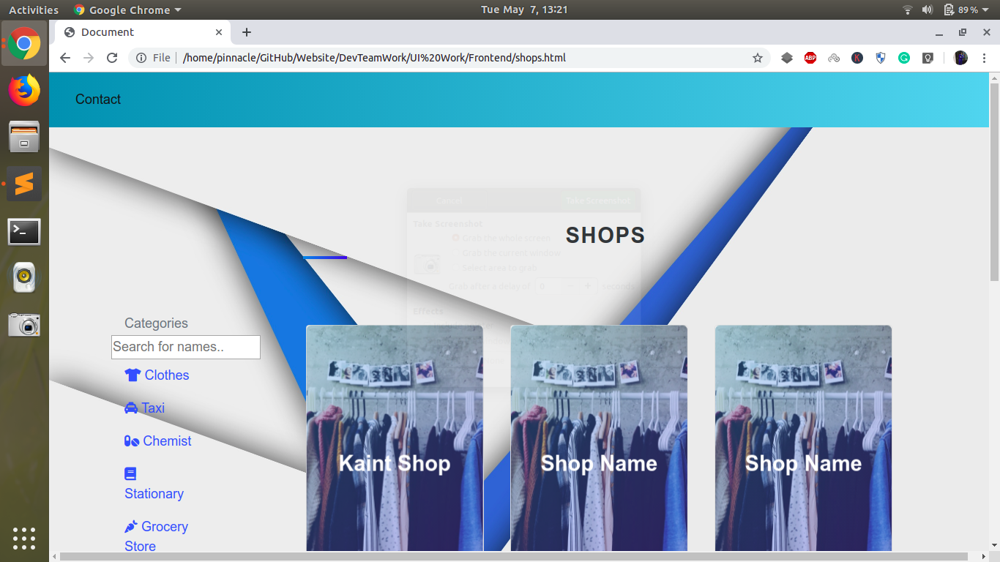 Activities Google Chrome Tue May 7, 13:21 89%
Document
File /home/pinnacle/GitHub/Website/DevTeamWork/UI%20Work/Frontend/shops.html
ABP K
Contact
Cancel Take Screenshot
Take Screenshot
Grab the whole screen
SHOPS
Grab the current window
Select area to grab
Grab after a delay of 0 - + seconds
Effects
Categories
Search for names..
Clothes
Taxi
Chemist
Stationary
Grocery
Store
Kaint Shop Shop Name Shop Name